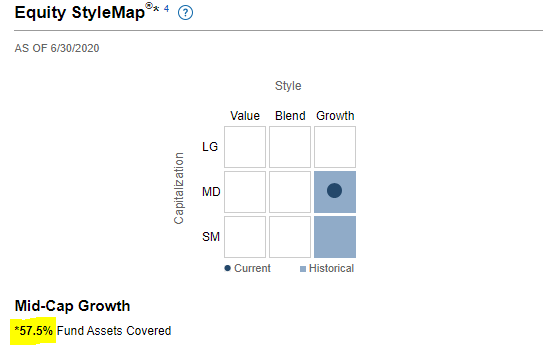 Equity StyleMap®* 4 ?
AS OF 6/30/2020
Style
Value Blend Growth
LG
MD
SM
Capitalization
Current Historical
Mid-Cap Growth
*57.5% Fund Assets Covered